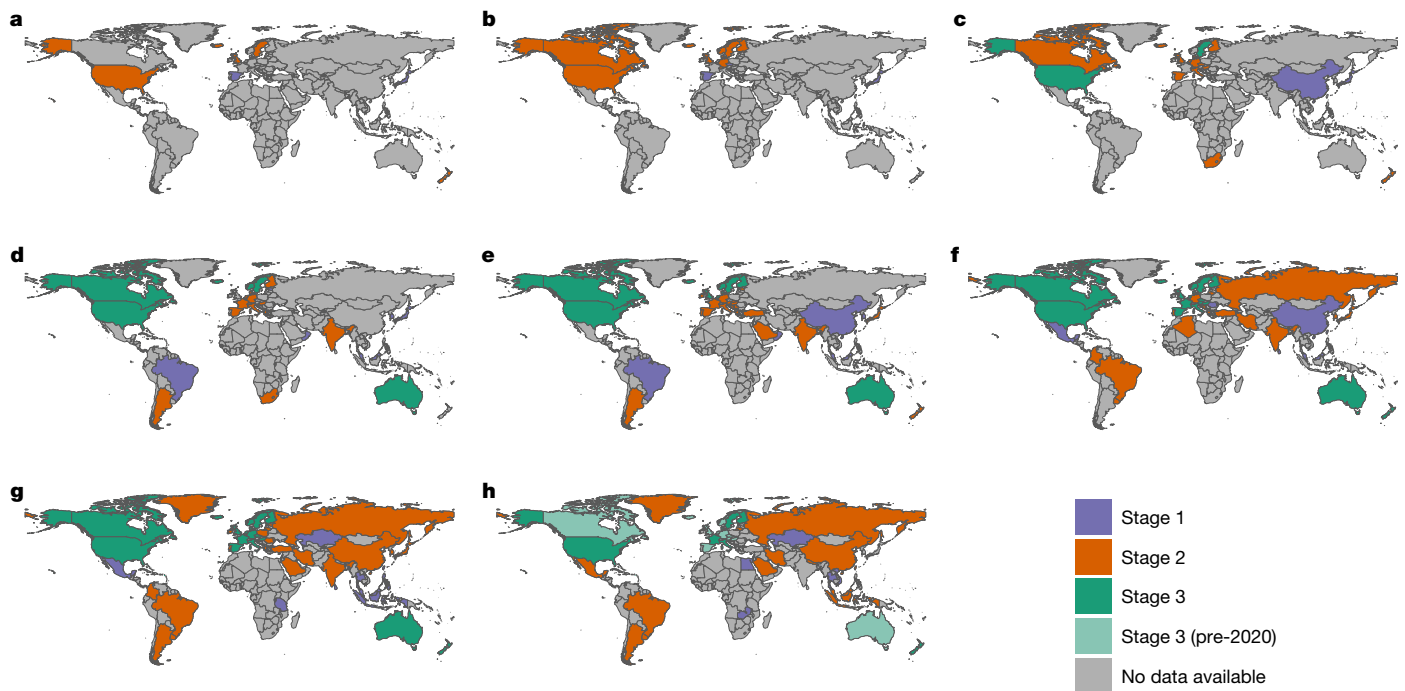 a
b
c
d
e
f
g
h
Stage 1
Stage 2
Stage 3
Stage 3 (pre-2020)
No data available